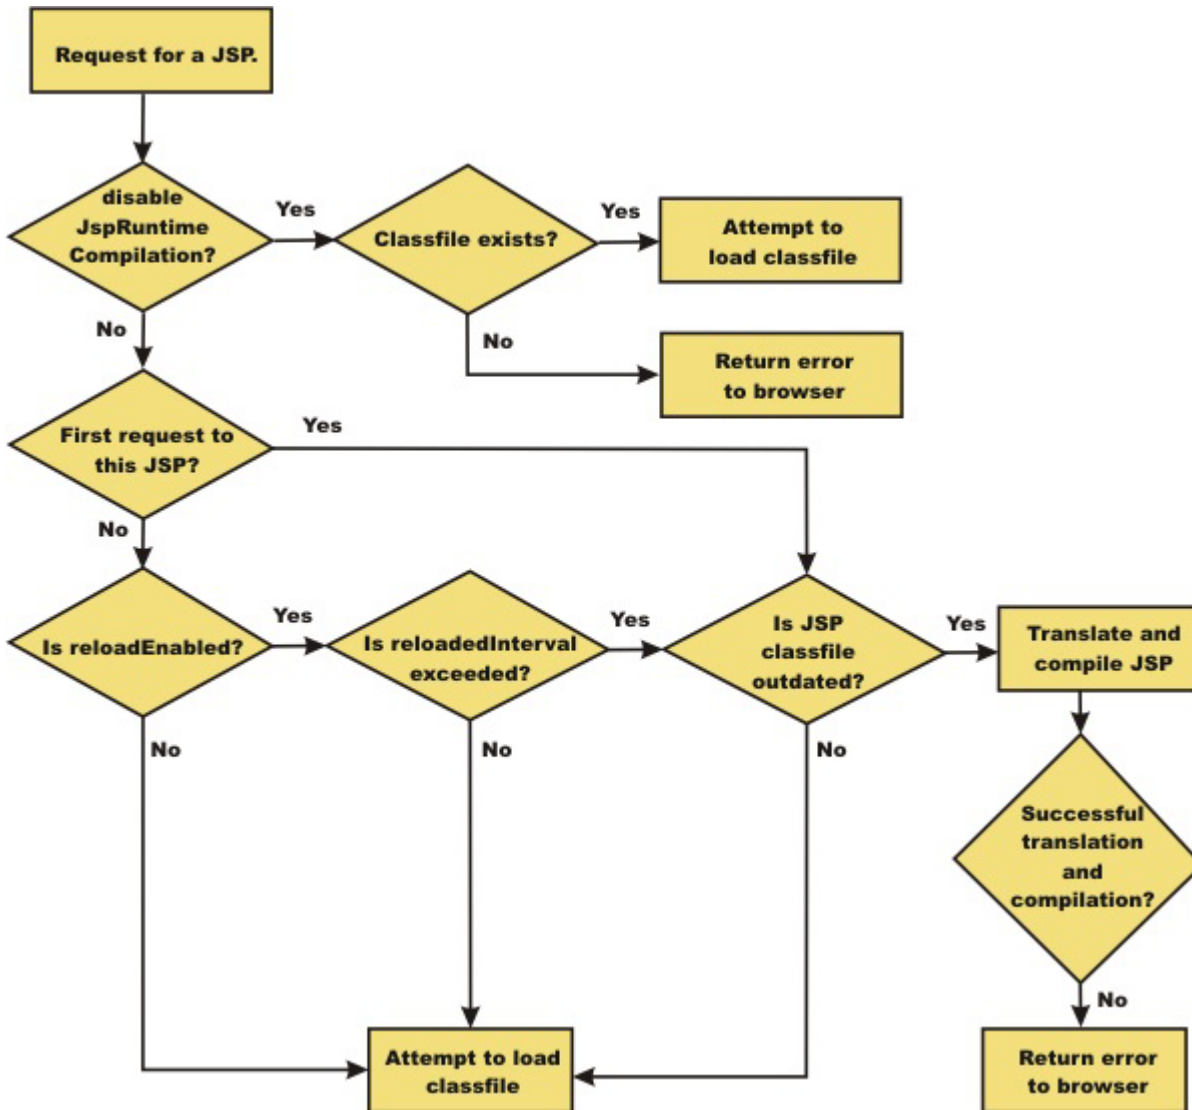 Request for a JSP.
disable
JspRuntime
Compilation?
Yes
Classfile exists?
Yes
Attempt to
load classfile
No
No
Return error
to browser
First request to
this JSP?
Yes
No
Is reloadEnabled?
Yes
Is reloadedInterval
exceeded?
Yes
Is JSP
classfile
outdated?
Yes
Translate and
compile JSP
No
No
No
Successful
translation
and
compilation?
No
Attempt to load
classfile
Return error
to browser